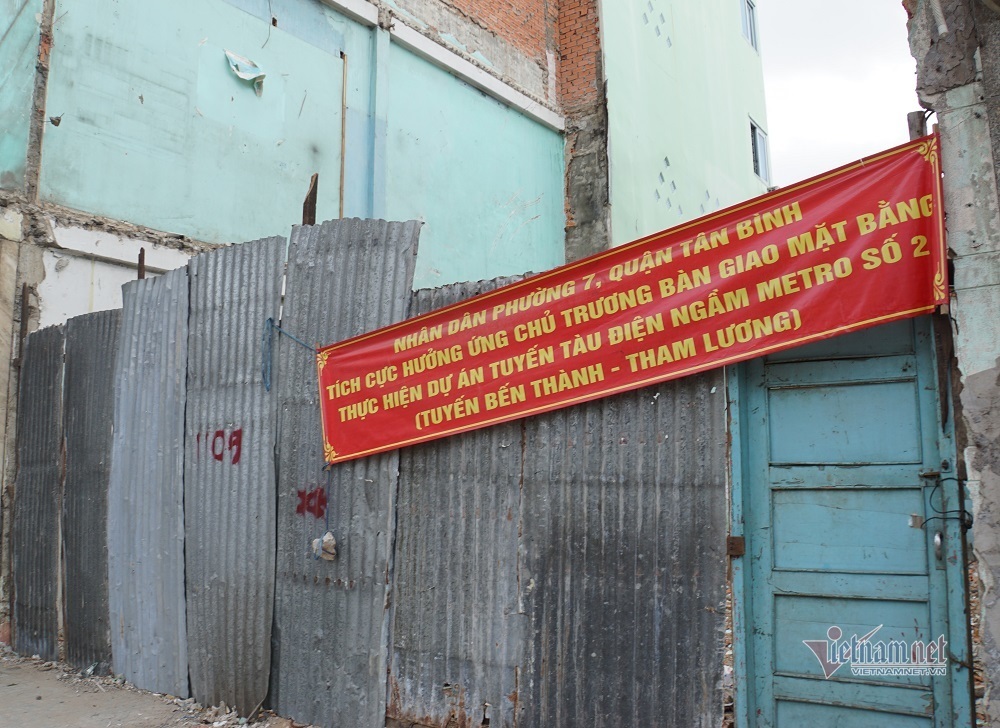 NHÂN DÂN PHƯỜNG 7, QUẬN TÂN BÌNH
TÍCH CỰC HƯỞNG ỨNG CHỦ TRƯƠNG BÀN GIAO MẶT BẰNG
THỰC HIỆN DỰ ÁN TUYẾN TÀU ĐIỆN NGẦM METRO SỐ 2
(TUYẾN BẾN THÀNH - THAM LƯƠNG)
Vietnamnet
VIETNAMNET.VN